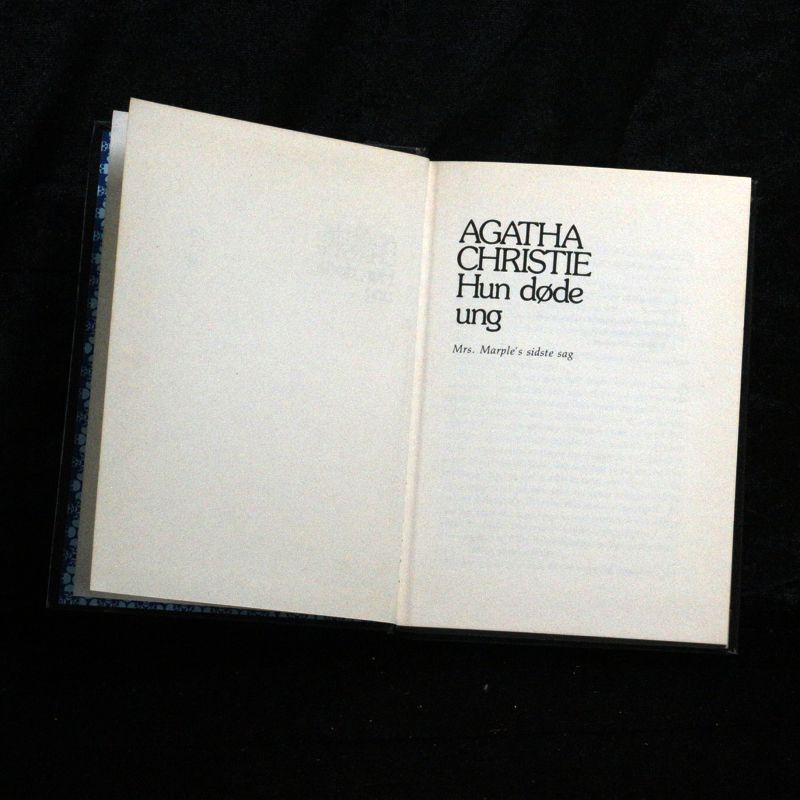 AGATHA
CHRISTIE
Hun døde
ung
Mrs. Marple's sidste sag